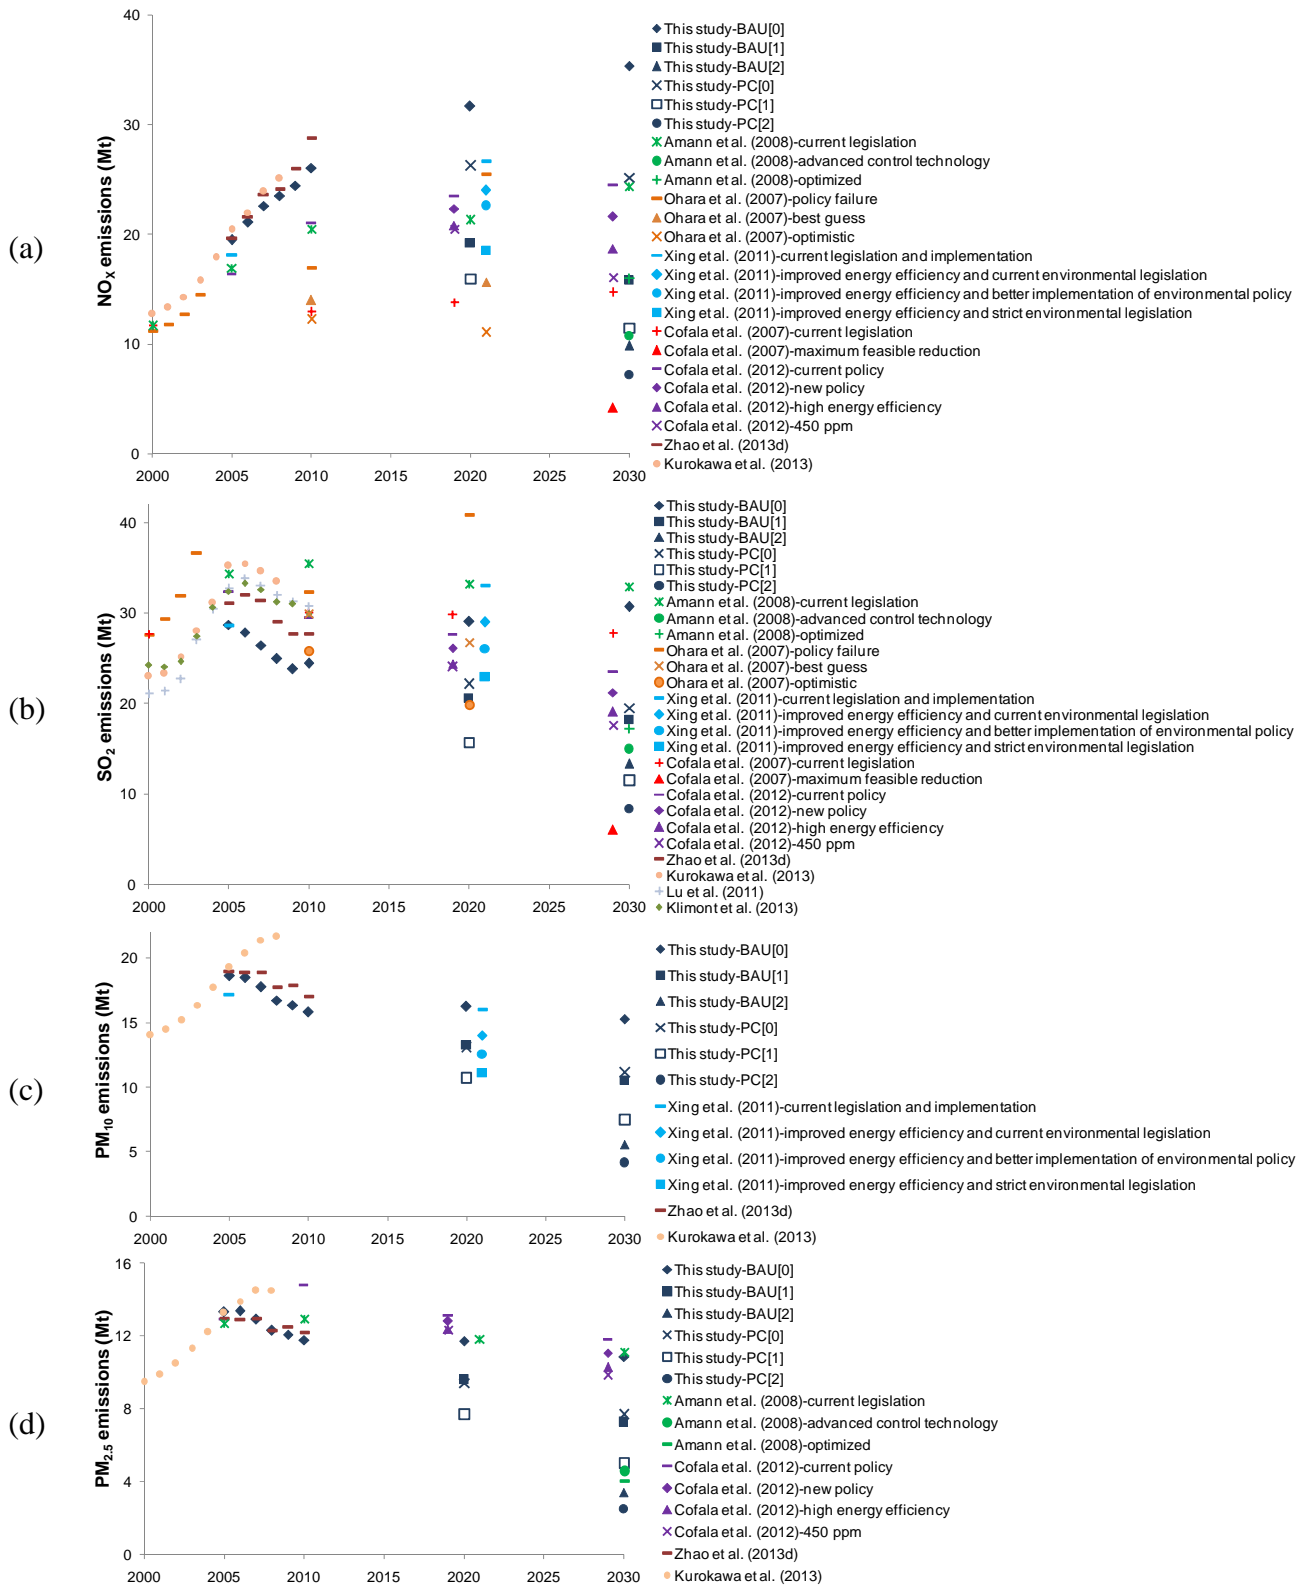 (a)
NOX emissions (Mt)
40
30
20
10
0
2000 2005 2010 2015 2020 2025 2030
This study-BAU[0]
This study-BAU[1]
This study-BAU[2]
This study-PC[0]
This study-PC[1]
This study-PC[2]
Amann et al. (2008)-current legislation
Amann et al. (2008)-advanced control technology
Amann et al. (2008)-optimized
Ohara et al. (2007)-policy failure
Ohara et al. (2007)-best guess
Ohara et al. (2007)-optimistic
Xing et al. (2011)-current legislation and implementation
Xing et al. (2011)-improved energy efficiency and current environmental legislation
Xing et al. (2011)-improved energy efficiency and better implementation of environmental policy
Xing et al. (2011)-improved energy efficiency and strict environmental legislation
Cofala et al. (2007)-current legislation
Cofala et al. (2007)-maximum feasible reduction
Cofala et al. (2012)-current policy
Cofala et al. (2012)-new policy
Cofala et al. (2012)-high energy efficiency
Cofala et al. (2012)-450 ppm
Zhao et al. (2013d)
Kurokawa et al. (2013)
(b)
SO2 emissions (Mt)
40
30
20
10
0
2000 2005 2010 2015 2020 2025 2030
This study-BAU[0]
This study-BAU[1]
This study-BAU[2]
This study-PC[0]
This study-PC[1]
This study-PC[2]
Amann et al. (2008)-current legislation
Amann et al. (2008)-advanced control technology
Amann et al. (2008)-optimized
Ohara et al. (2007)-policy failure
Ohara et al. (2007)-best guess
Ohara et al. (2007)-optimistic
Xing et al. (2011)-current legislation and implementation
Xing et al. (2011)-improved energy efficiency and current environmental legislation
Xing et al. (2011)-improved energy efficiency and better implementation of environmental policy
Xing et al. (2011)-improved energy efficiency and strict environmental legislation
Cofala et al. (2007)-current legislation
Cofala et al. (2007)-maximum feasible reduction
Cofala et al. (2012)-current policy
Cofala et al. (2012)-new policy
Cofala et al. (2012)-high energy efficiency
Cofala et al. (2012)-450 ppm
Zhao et al. (2013d)
Kurokawa et al. (2013)
Lu et al. (2011)
Klimont et al. (2013)
(c)
PM10 emissions (Mt)
20
15
10
5
0
2000 2005 2010 2015 2020 2025 2030
This study-BAU[0]
This study-BAU[1]
This study-BAU[2]
This study-PC[0]
This study-PC[1]
This study-PC[2]
Xing et al. (2011)-current legislation and implementation
Xing et al. (2011)-improved energy efficiency and current environmental legislation
Xing et al. (2011)-improved energy efficiency and better implementation of environmental policy
Xing et al. (2011)-improved energy efficiency and strict environmental legislation
Zhao et al. (2013d)
Kurokawa et al. (2013)
(d)
PM2.5 emissions (Mt)
16
12
8
4
0
2000 2005 2010 2015 2020 2025 2030
This study-BAU[0]
This study-BAU[1]
This study-BAU[2]
This study-PC[0]
This study-PC[1]
This study-PC[2]
Amann et al. (2008)-current legislation
Amann et al. (2008)-advanced control technology
Amann et al. (2008)-optimized
Cofala et al. (2012)-current policy
Cofala et al. (2012)-new policy
Cofala et al. (2012)-high energy efficiency
Cofala et al. (2012)-450 ppm
Zhao et al. (2013d)
Kurokawa et al. (2013)